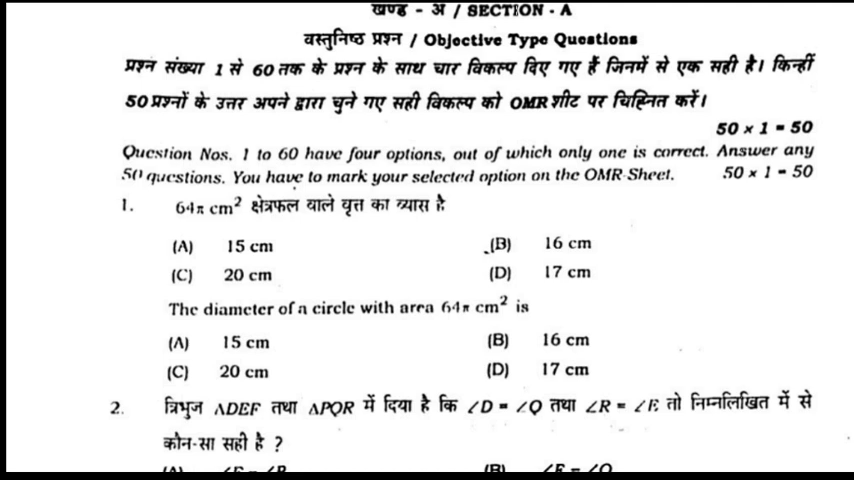 खण्ड - अ / SECTION - A
वस्तुनिष्ठ प्रश्न / Objective Type Questions
प्रश्न संख्या 1 से 60 तक के प्रश्न के साथ चार विकल्प दिए गए हैं जिनमें से एक सही है। किन्हीं
50 प्रश्नों के उत्तर अपने द्वारा चुने गए सही विकल्प को OMR शीट पर चिह्नित करें।
50 × 1 = 50
Question Nos. 1 to 60 have four options, out of which only one is correct. Answer any
50 questions. You have to mark your selected option on the OMR-Sheet. 50 × 1 = 50
1. 64π cm² क्षेत्रफल वाले वृत्त का व्यास है
(A) 15 cm (B) 16 cm
(C) 20 cm (D) 17 cm
The diameter of a circle with area 64π cm² is
(A) 15 cm (B) 16 cm
(C) 20 cm (D) 17 cm
2. त्रिभुज ΔDEF तथा ΔPQR में दिया है कि ∠D = ∠Q तथा ∠R = ∠E तो निम्नलिखित में से
कौन-सा सही है ?
(A) (B)